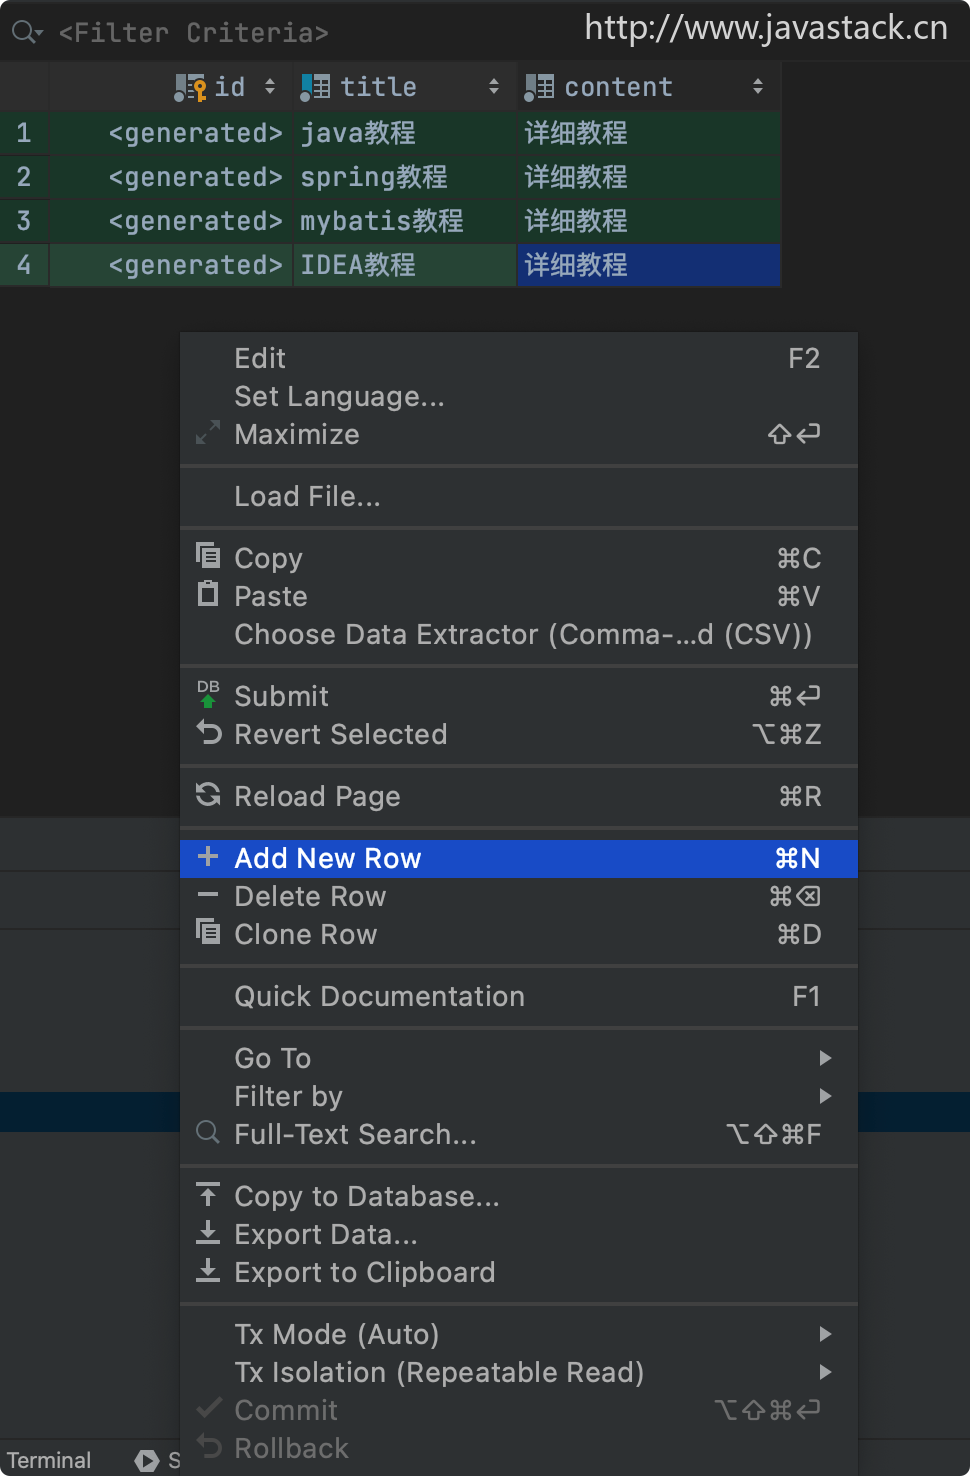 <Filter Criteria> http://www.javastack.cn
id title content
1 <generated> java教程 详细教程
2 <generated> spring教程 详细教程
3 <generated> mybatis教程 详细教程
4 <generated> IDEA教程 详细教程
Edit F2
Set Language...
Maximize ⇧⏎
Load File...
Copy ⌘C
Paste ⌘V
Choose Data Extractor (Comma-...d (CSV))
DB Submit ⌘⏎
Revert Selected ⌥⌘Z
Reload Page ⌘R
Add New Row ⌘N
Delete Row ⌘⌫
Clone Row ⌘D
Quick Documentation F1
Go To
Filter by
Full-Text Search... ⌥⇧⌘F
Copy to Database...
Export Data...
Export to Clipboard
Tx Mode (Auto)
Tx Isolation (Repeatable Read)
Commit ⌥⇧⌘⏎
Rollback
Terminal S